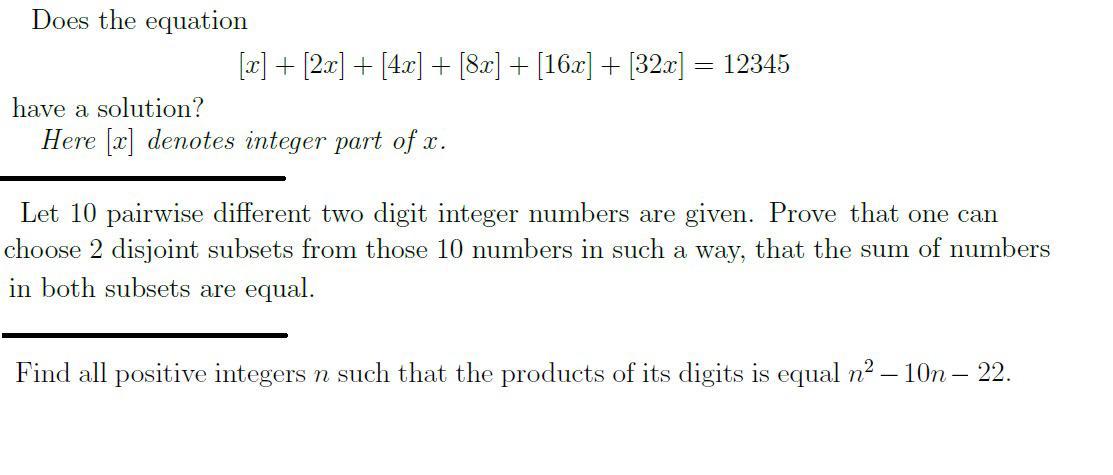 Does the equation
[x] + [2x] + [4x] + [8x] + [16x] + [32x] = 12345
have a solution?
Here [x] denotes integer part of x.
Let 10 pairwise different two digit integer numbers are given. Prove that one can
choose 2 disjoint subsets from those 10 numbers in such a way, that the sum of numbers
in both subsets are equal.
Find all positive integers n such that the products of its digits is equal n² − 10n − 22.